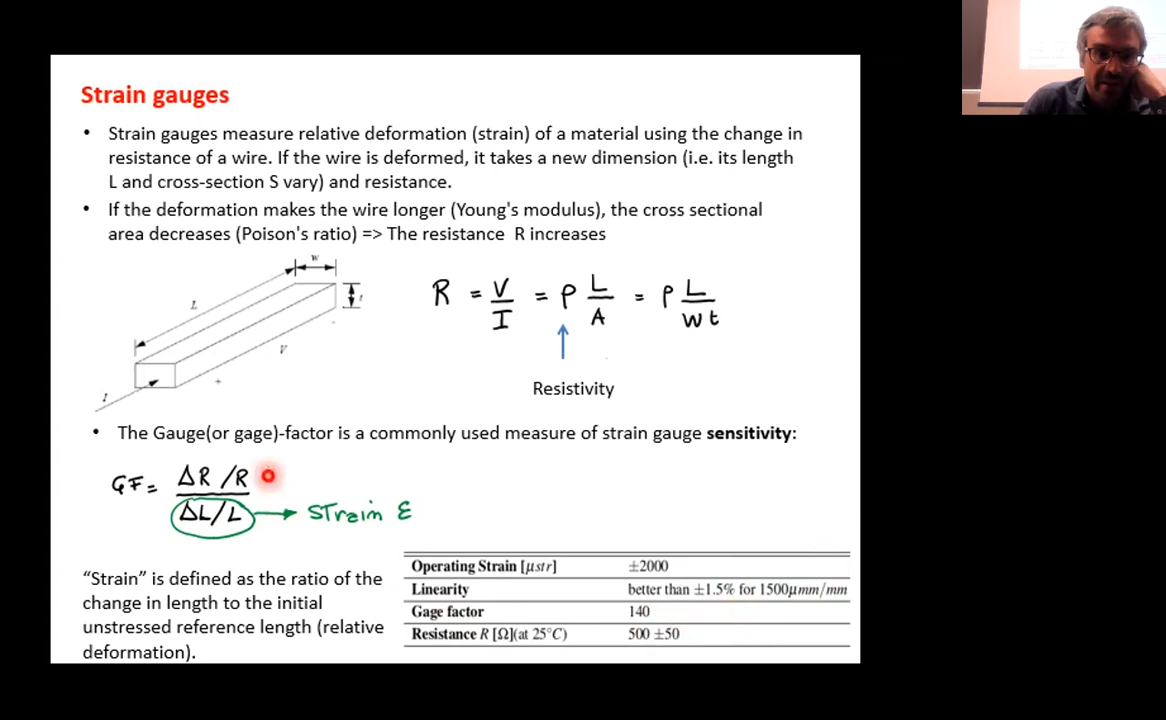 Strain gauges
• Strain gauges measure relative deformation (strain) of a material using the change in
resistance of a wire. If the wire is deformed, it takes a new dimension (i.e. its length
L and cross-section S vary) and resistance.
• If the deformation makes the wire longer (Young's modulus), the cross sectional
area decreases (Poison's ratio) => The resistance R increases
w
L
t
V
I
+
R = V/I = ρ L/A = ρ L/wt
Resistivity
• The Gauge(or gage)-factor is a commonly used measure of strain gauge sensitivity:
GF = ΔR/R
ΔL/L → Strain ε
"Strain" is defined as the ratio of the
change in length to the initial
unstressed reference length (relative
deformation).
Operating Strain [μstr] ±2000
Linearity better than ±1.5% for 1500μmm/mm
Gage factor 140
Resistance R [Ω](at 25°C) 500 ±50